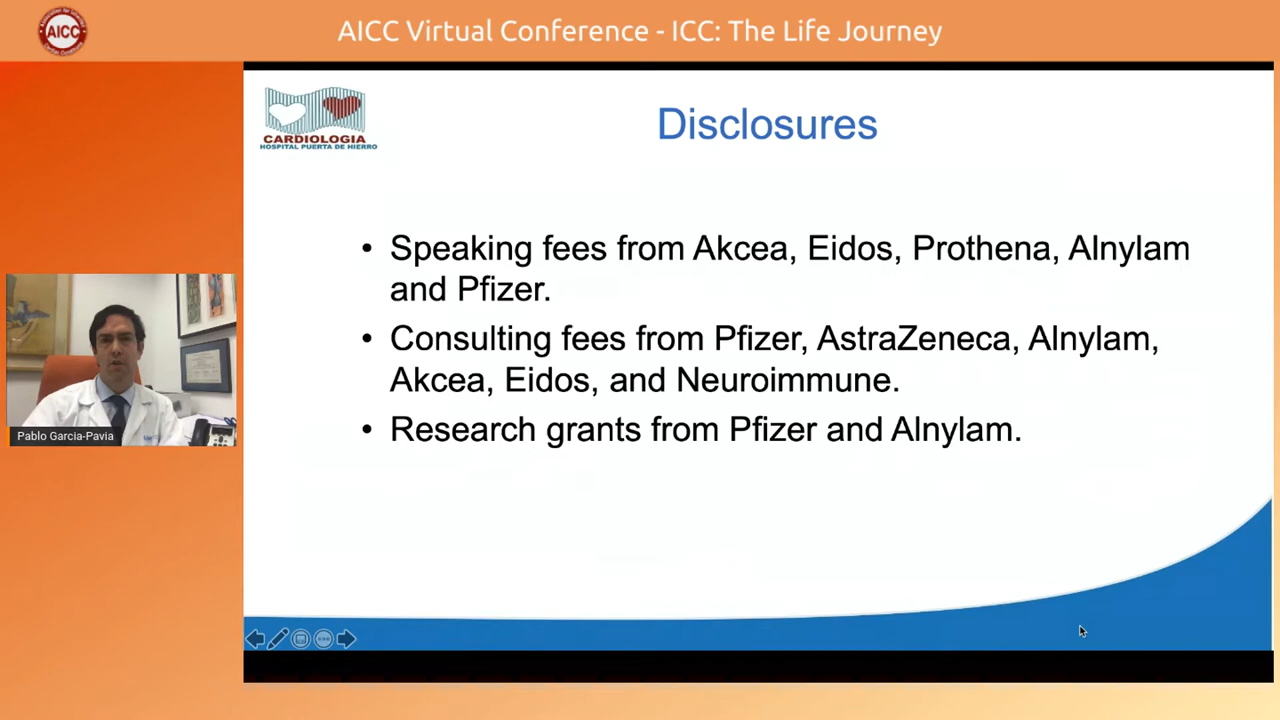 AICC
AICC Virtual Conference - ICC: The Life Journey
CARDIOLOGIA
HOSPITAL PUERTA DE HIERRO
Disclosures
• Speaking fees from Akcea, Eidos, Prothena, Alnylam
and Pfizer.
• Consulting fees from Pfizer, AstraZeneca, Alnylam,
Akcea, Eidos, and Neuroimmune.
• Research grants from Pfizer and Alnylam.
Pablo Garcia-Pavia